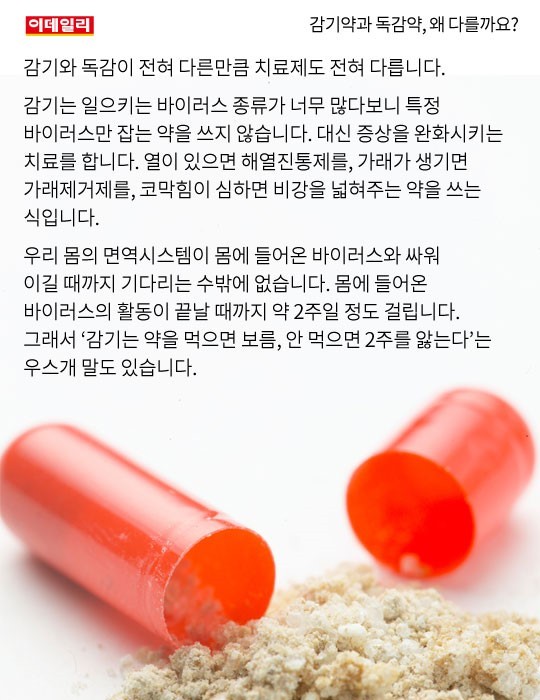 이데일리
감기약과 독감약, 왜 다를까요?
감기와 독감이 전혀 다른만큼 치료제도 전혀 다릅니다.
감기는 일으키는 바이러스 종류가 너무 많다보니 특정
바이러스만 잡는 약을 쓰지 않습니다. 대신 증상을 완화시키는
치료를 합니다. 열이 있으면 해열진통제를, 가래가 생기면
가래제거제를, 코막힘이 심하면 비강을 넓혀주는 약을 쓰는
식입니다.
우리 몸의 면역시스템이 몸에 들어온 바이러스와 싸워
이길 때까지 기다리는 수밖에 없습니다. 몸에 들어온
바이러스의 활동이 끝날 때까지 약 2주일 정도 걸립니다.
그래서 ‘감기는 약을 먹으면 보름, 안 먹으면 2주를 앓는다’는
우스개 말도 있습니다.